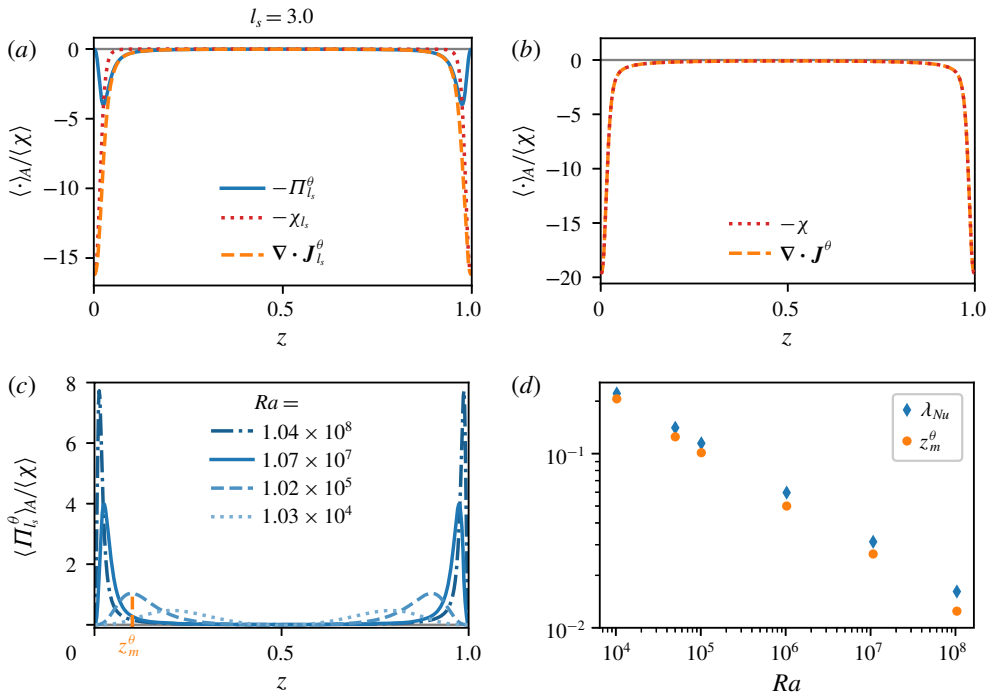 l_s = 3.0
(a)
0
−5
−10
−15
⟨·⟩_A/⟨χ⟩
−Π^θ_{l_s}
−χ_{l_s}
∇ · J^θ_{l_s}
0
0.5
1.0
z
(b)
0
−5
−10
−15
−20
⟨·⟩_A/⟨χ⟩
−χ
∇ · J^θ
0
0.5
1.0
z
(c)
8
6
4
2
0
⟨Π^θ_{l_s}⟩_A/⟨χ⟩
Ra =
1.04 × 10^8
1.07 × 10^7
1.02 × 10^5
1.03 × 10^4
z^θ_m
0.5
1.0
z
(d)
10^{−1}
10^{−2}
λ_{Nu}
z^θ_m
10^4
10^5
10^6
10^7
10^8
Ra